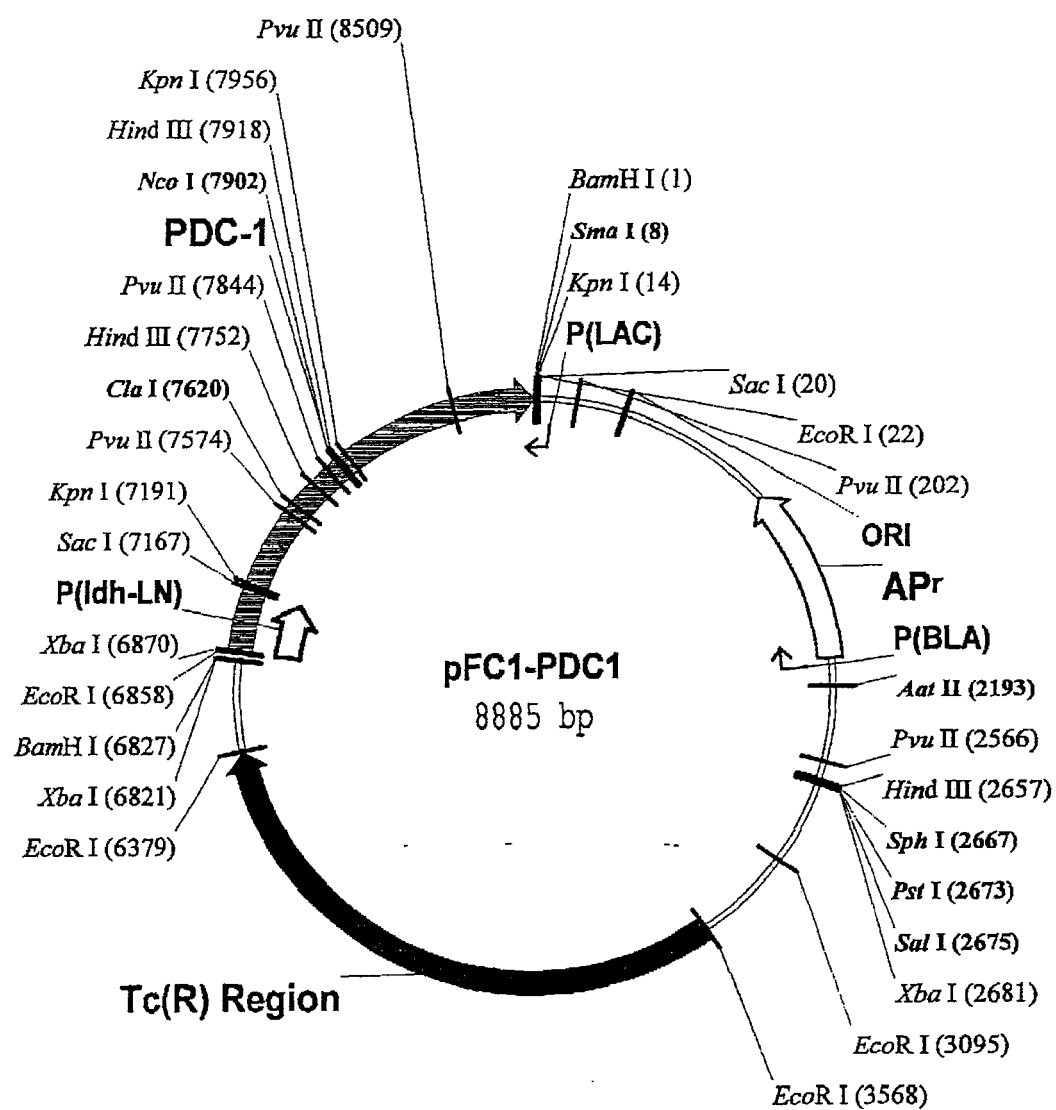 Pvu II (8509)
Kpn I (7956)
Hind III (7918)
Nco I (7902)
PDC-1
Pvu II (7844)
Hind III (7752)
Cla I (7620)
Pvu II (7574)
Kpn I (7191)
Sac I (7167)
P(ldh-LN)
Xba I (6870)
EcoR I (6858)
BamH I (6827)
Xba I (6821)
EcoR I (6379)
Tc(R) Region
BamH I (1)
Sma I (8)
Kpn I (14)
P(LAC)
Sac I (20)
EcoR I (22)
Pvu II (202)
ORI
APr
P(BLA)
Aat II (2193)
Pvu II (2566)
Hind III (2657)
Sph I (2667)
Pst I (2673)
Sal I (2675)
Xba I (2681)
EcoR I (3095)
EcoR I (3568)
pFC1-PDC1
8885 bp